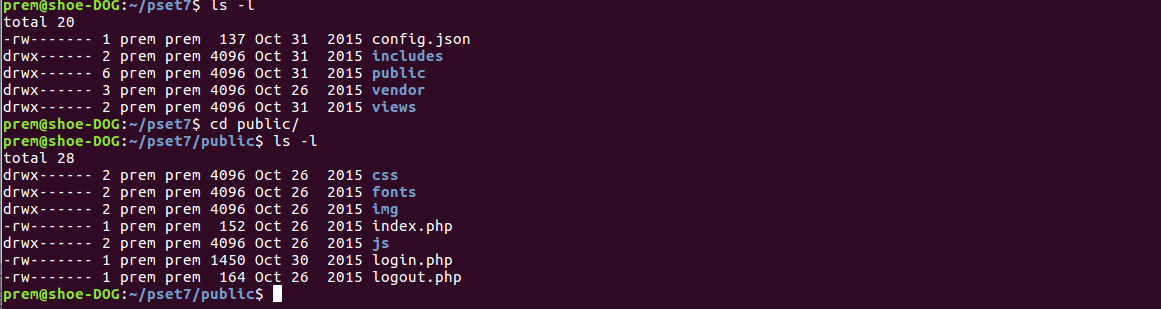 prem@shoe-DOG:~/pset7$ ls -l
total 20
-rw------- 1 prem prem  137 Oct 31  2015 config.json
drwx------ 2 prem prem 4096 Oct 31  2015 includes
drwx------ 6 prem prem 4096 Oct 31  2015 public
drwx------ 3 prem prem 4096 Oct 26  2015 vendor
drwx------ 2 prem prem 4096 Oct 31  2015 views
prem@shoe-DOG:~/pset7$ cd public/
prem@shoe-DOG:~/pset7/public$ ls -l
total 28
drwx------ 2 prem prem 4096 Oct 26  2015 css
drwx------ 2 prem prem 4096 Oct 26  2015 fonts
drwx------ 2 prem prem 4096 Oct 26  2015 img
-rw------- 1 prem prem  152 Oct 26  2015 index.php
drwx------ 2 prem prem 4096 Oct 26  2015 js
-rw------- 1 prem prem 1450 Oct 30  2015 login.php
-rw------- 1 prem prem  164 Oct 26  2015 logout.php
prem@shoe-DOG:~/pset7/public$